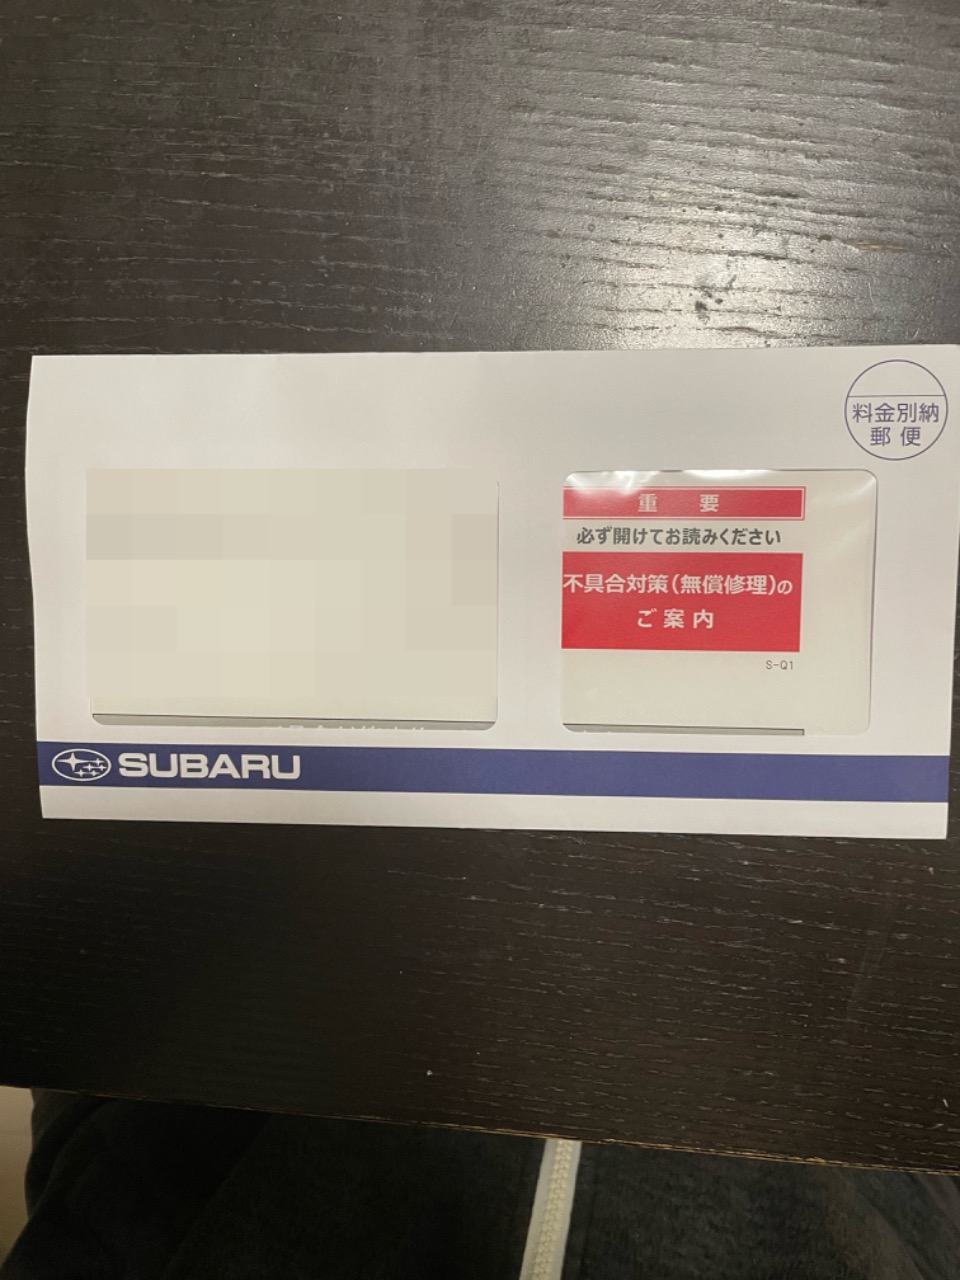 料金別納
郵便
重要
必ず開けてお読みください
不具合対策(無償修理)の
ご案内
S-Q1
SUBARU